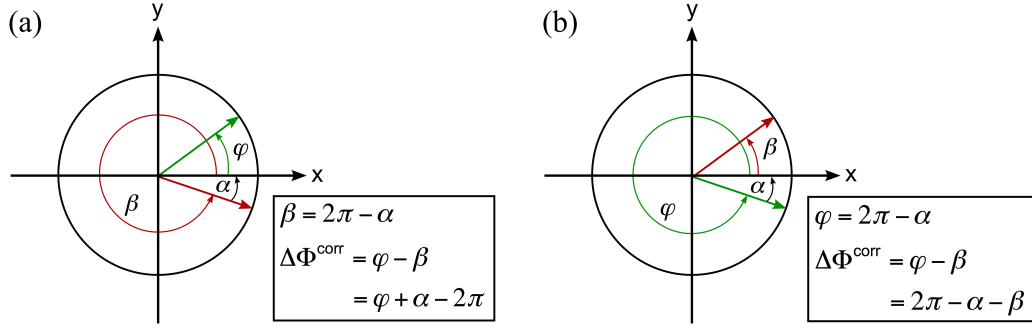 (a)
y
φ
x
α
β
β = 2π − α
ΔΦ^corr = φ − β
= φ + α − 2π
(b)
y
β
x
α
φ
φ = 2π − α
ΔΦ^corr = φ − β
= 2π − α − β